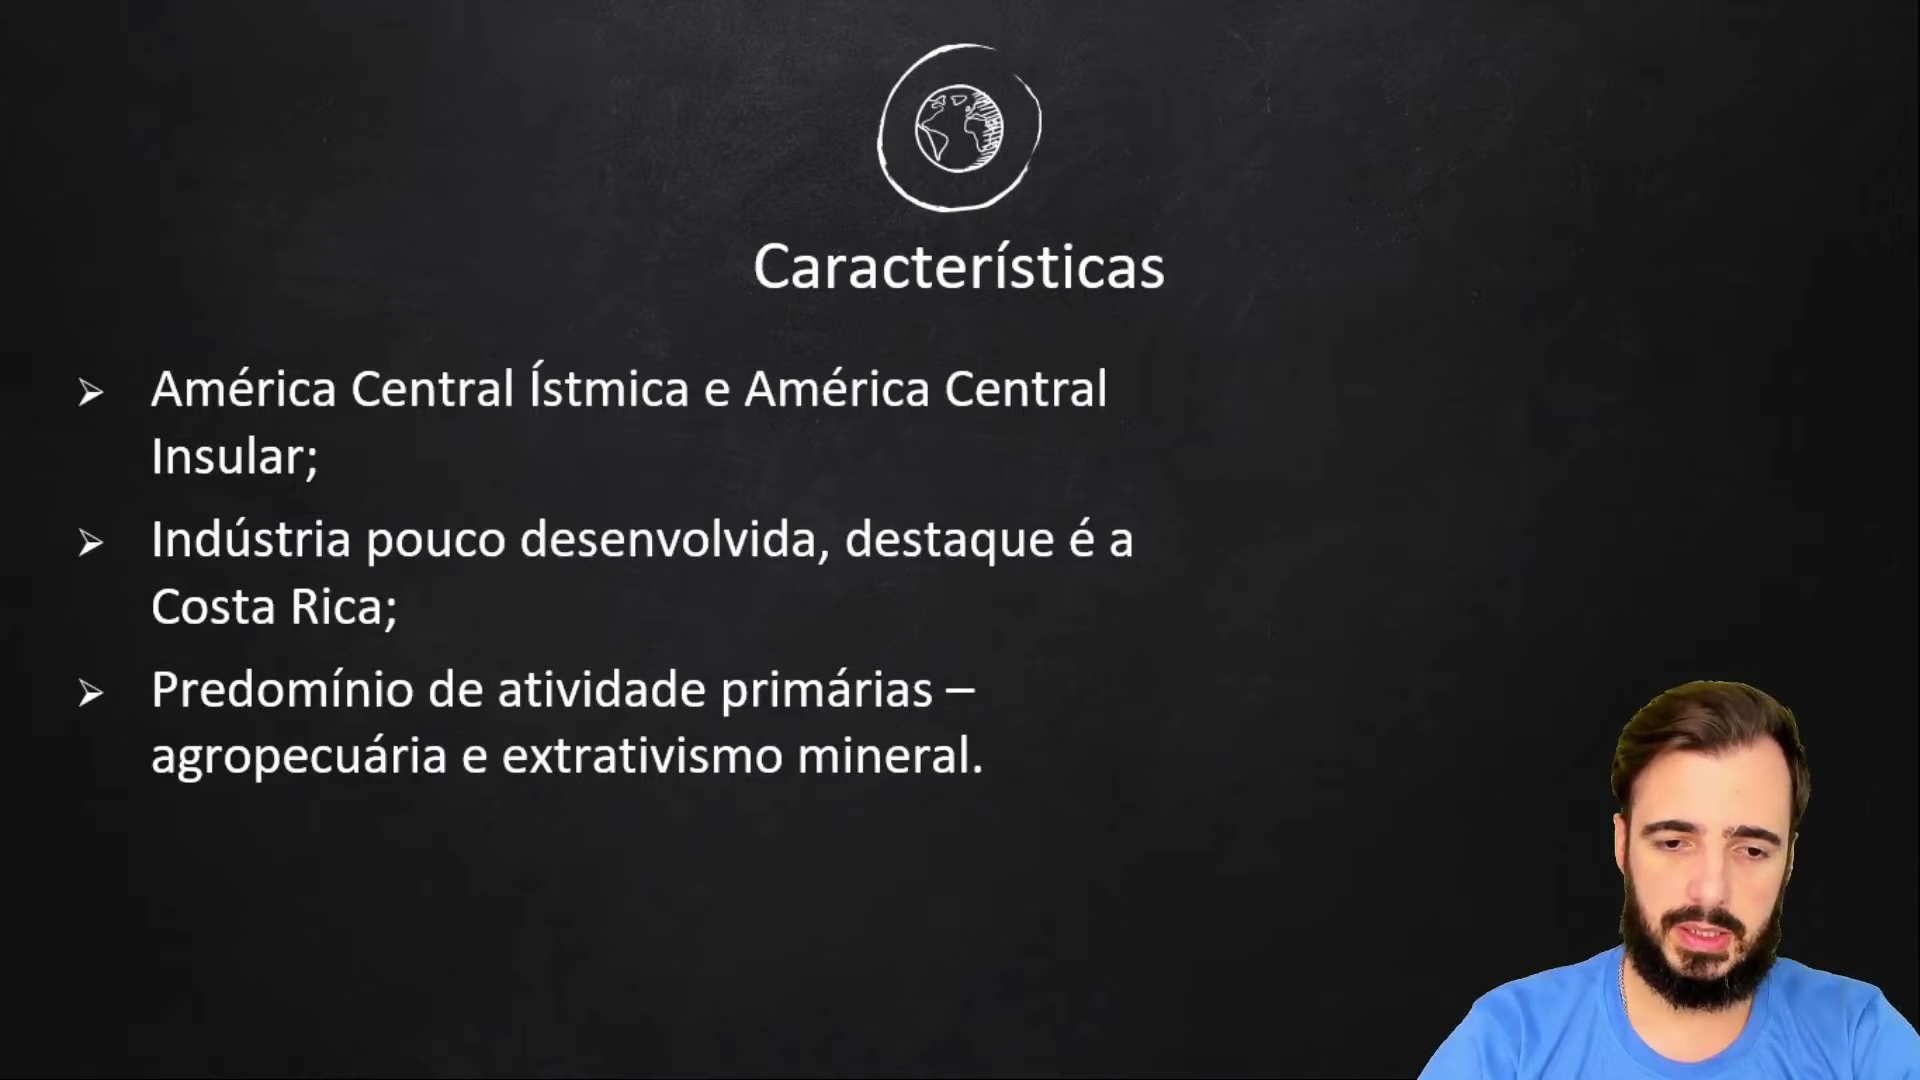 Características
América Central Ístmica e América Central
Insular;
Indústria pouco desenvolvida, destaque é a
Costa Rica;
Predomínio de atividade primárias –
agropecuária e extrativismo mineral.